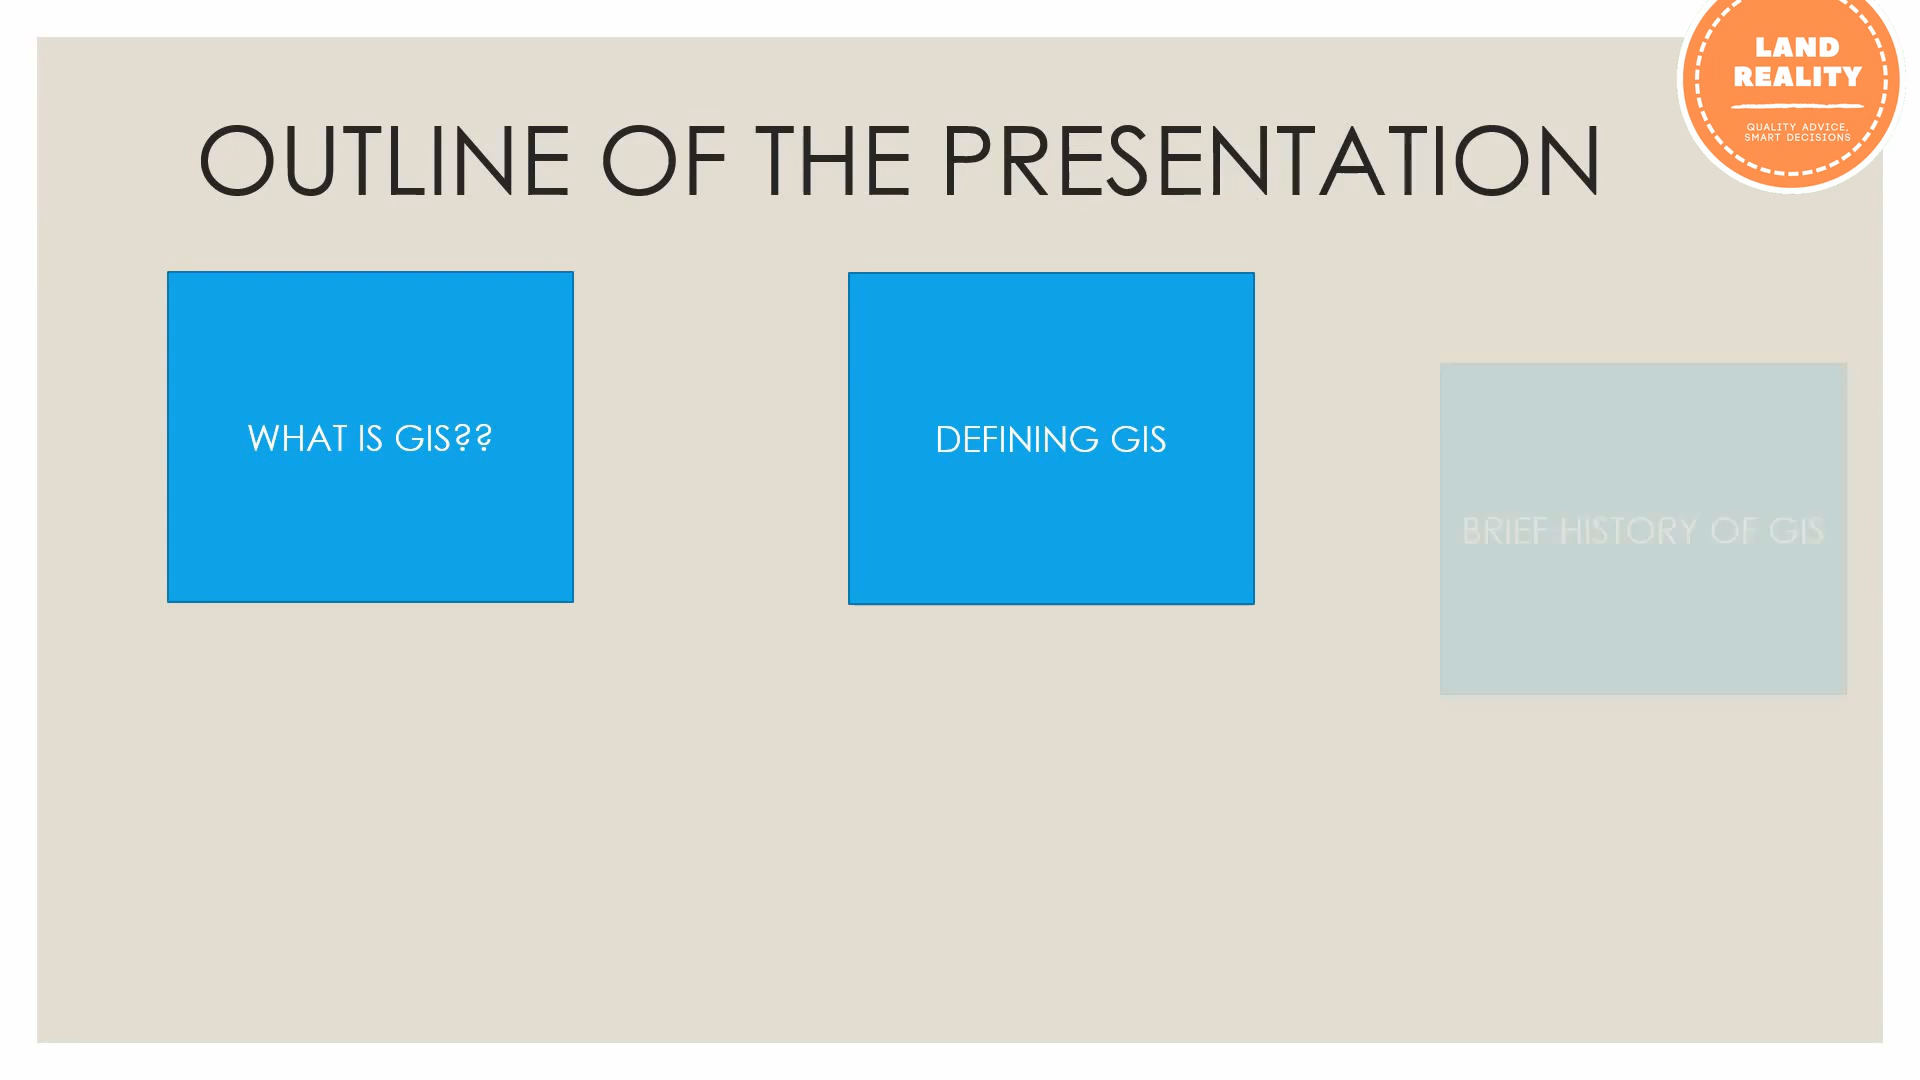 LAND
REALITY
QUALITY ADVICE,
SMART DECISIONS
OUTLINE OF THE PRESENTATION
WHAT IS GIS??
DEFINING GIS
BRIEF HISTORY OF GIS